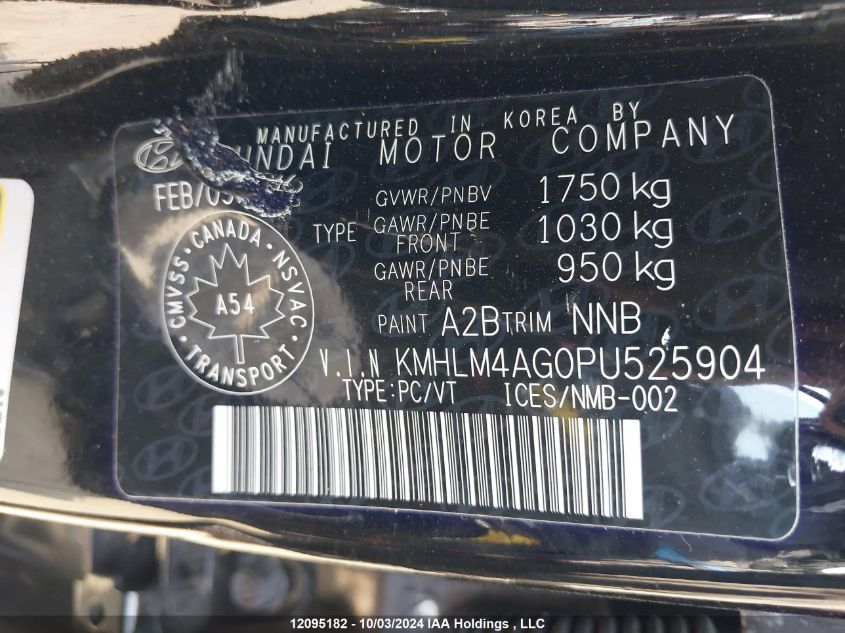 MANUFACTURED IN KOREA BY
MOTOR COMPANY
GVWR/PNBV 1750 kg
TYPE GAWR/PNBE FRONT 1030 kg
GAWR/PNBE REAR 950 kg
PAINT A2B TRIM NNB
V.I.N KMHLM4AG0PU525904
TYPE:PC/VT ICES/NMB-002
CANADA
CMVSS
NSVAC
A54
TRANSPORT
12095182 - 10/03/2024 IAA Holdings , LLC